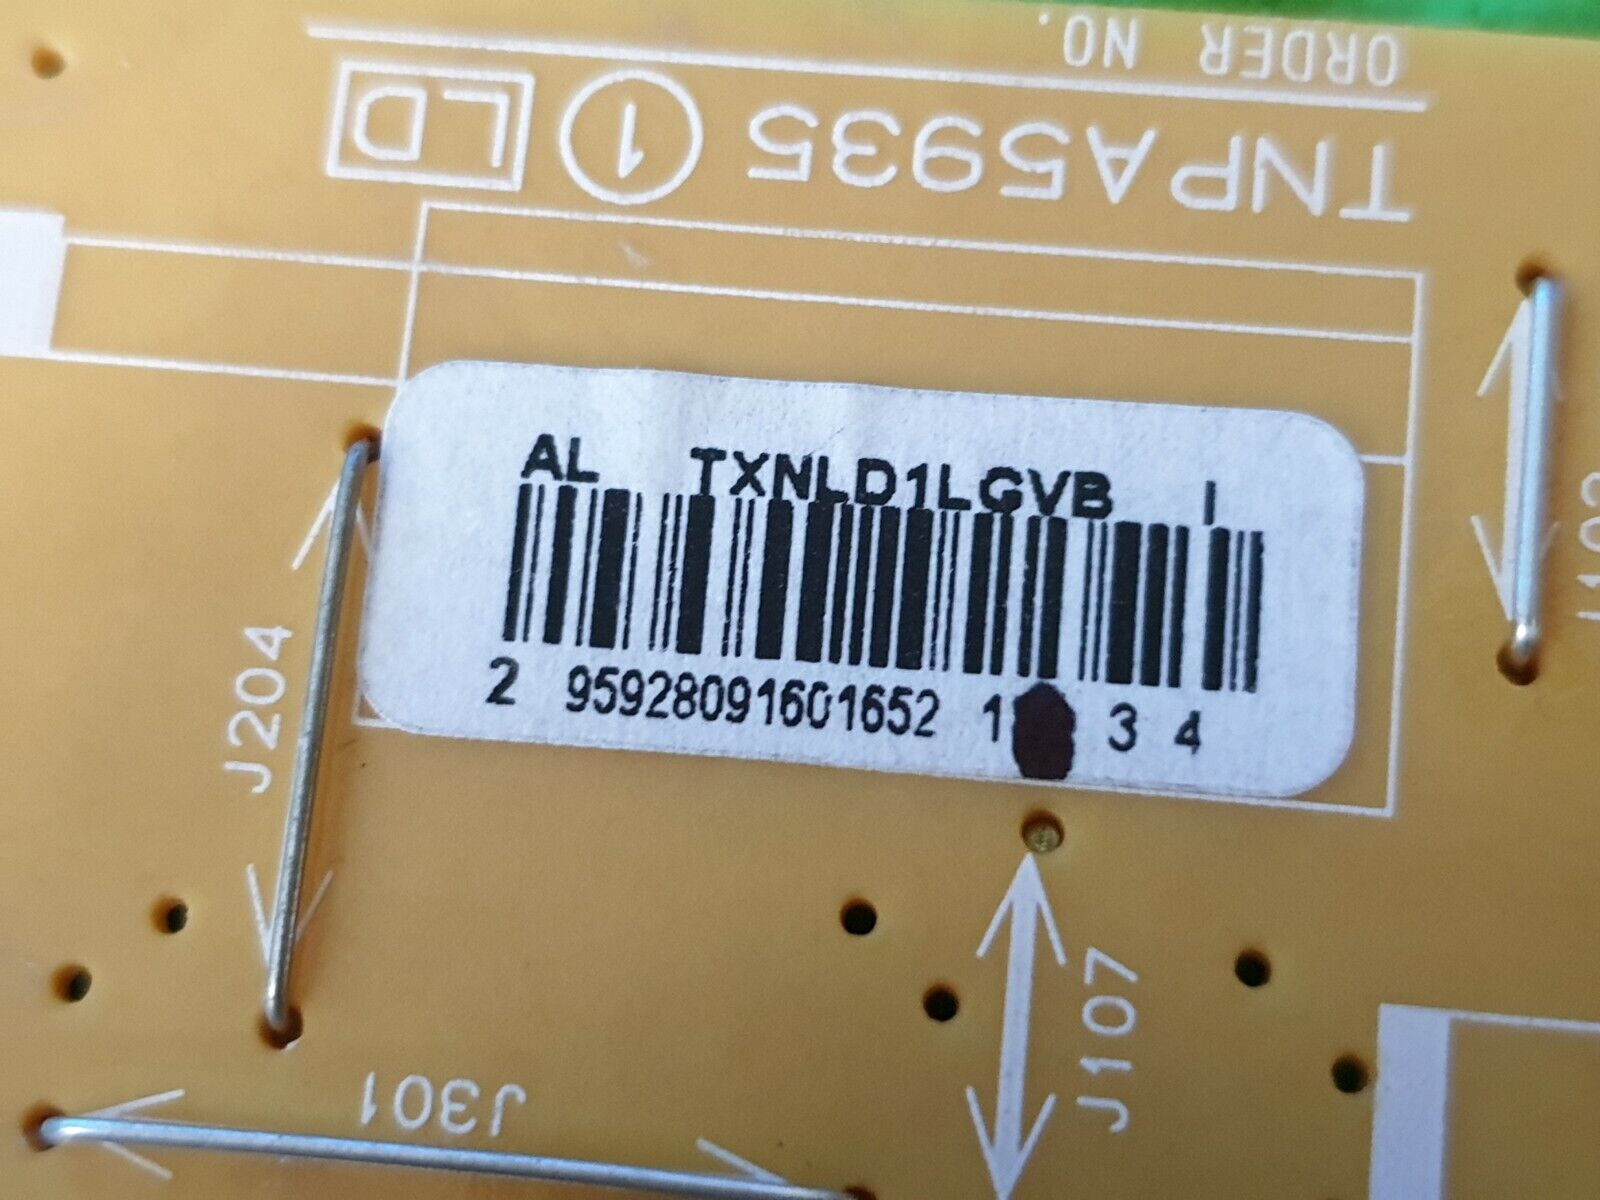 ORDER NO.
TNPA5935 1 LD
AL TXNLD1LGVB I
2 95928091601652 1 3 4
J204
J107
J301